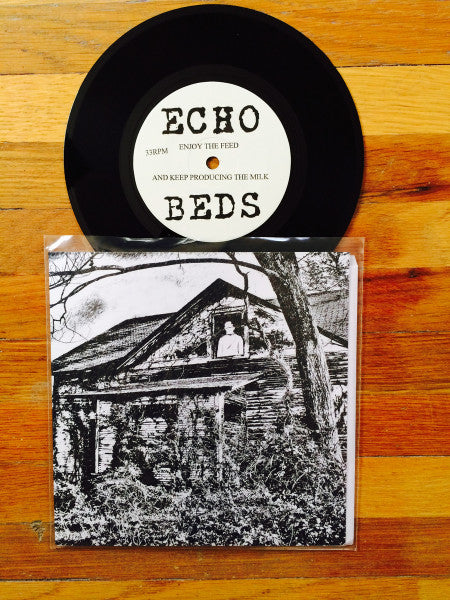 ECHO
ENJOY THE FEED
33RPM
AND KEEP PRODUCING THE MILK
BEDS